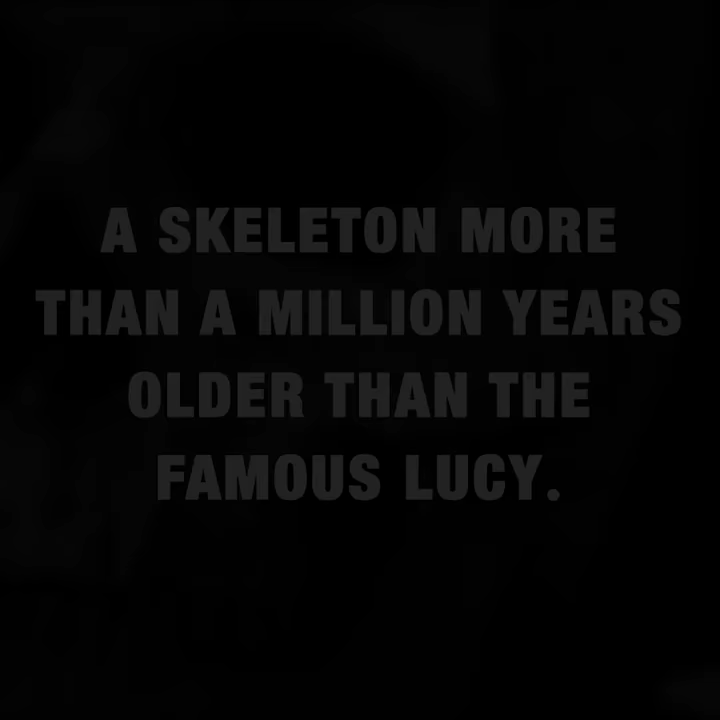 A SKELETON MORE
THAN A MILLION YEARS
OLDER THAN THE
FAMOUS LUCY.